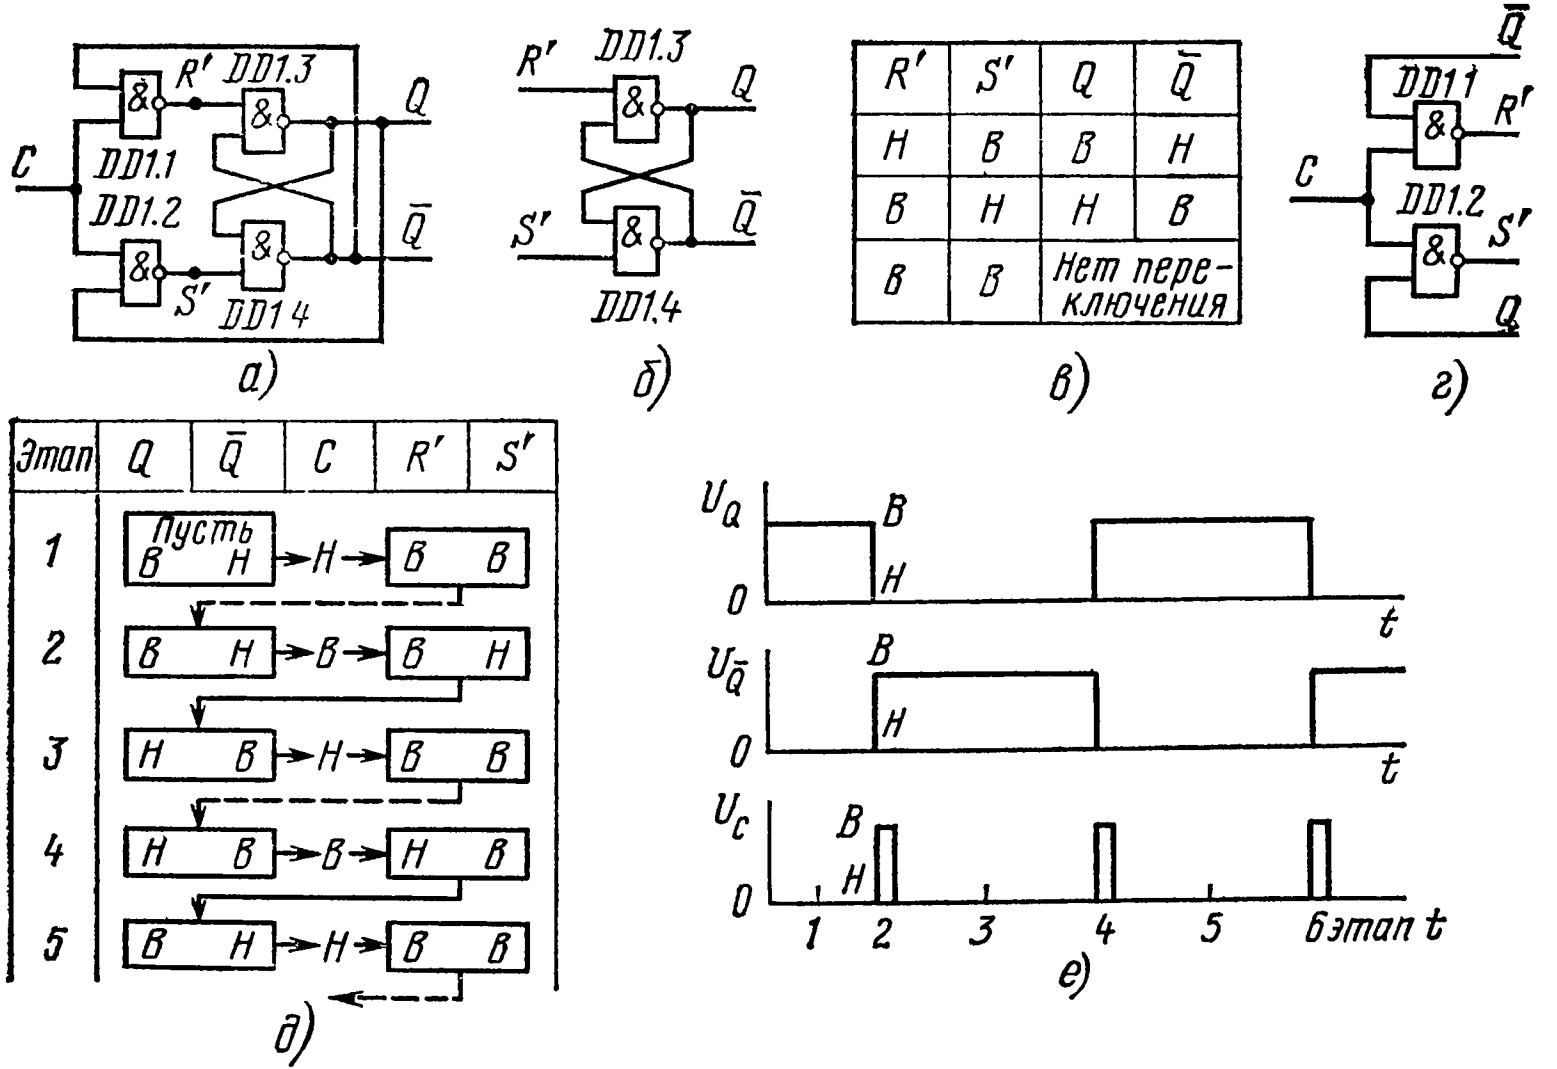 R' DD1.3
& & Q
C DD1.1
DD1.2
& & Q̄
S' DD1 4
а)
R' DD1.3
& Q
S' & Q̄
DD1.4
б)
R' S' Q Q̄
Н В В Н
В Н Н В
В В Нет пере-
ключения
в)
Q̄
DD1 1
& R'
C
DD1.2
& S'
Q
г)
Этап Q Q̄ C R' S'
Пусть
1 В Н Н В В
2 В Н В В Н
3 Н В Н В В
4 Н В В Н В
5 В Н Н В В
д)
U_Q В
Н
0 t
U_Q̄ В
Н
0 t
U_C В
Н
0
1 2 3 4 5 6 этап t
е)